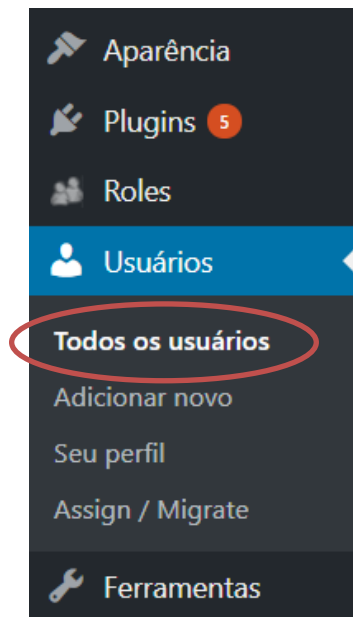 Aparência
Plugins 5
Roles
Usuários
Todos os usuários
Adicionar novo
Seu perfil
Assign / Migrate
Ferramentas